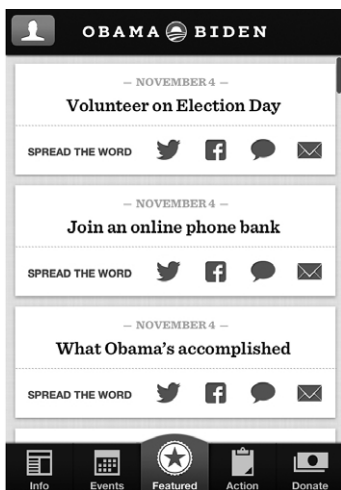 OBAMA BIDEN
— NOVEMBER 4 —
Volunteer on Election Day
SPREAD THE WORD
— NOVEMBER 4 —
Join an online phone bank
SPREAD THE WORD
— NOVEMBER 4 —
What Obama's accomplished
SPREAD THE WORD
Info Events Featured Action Donate